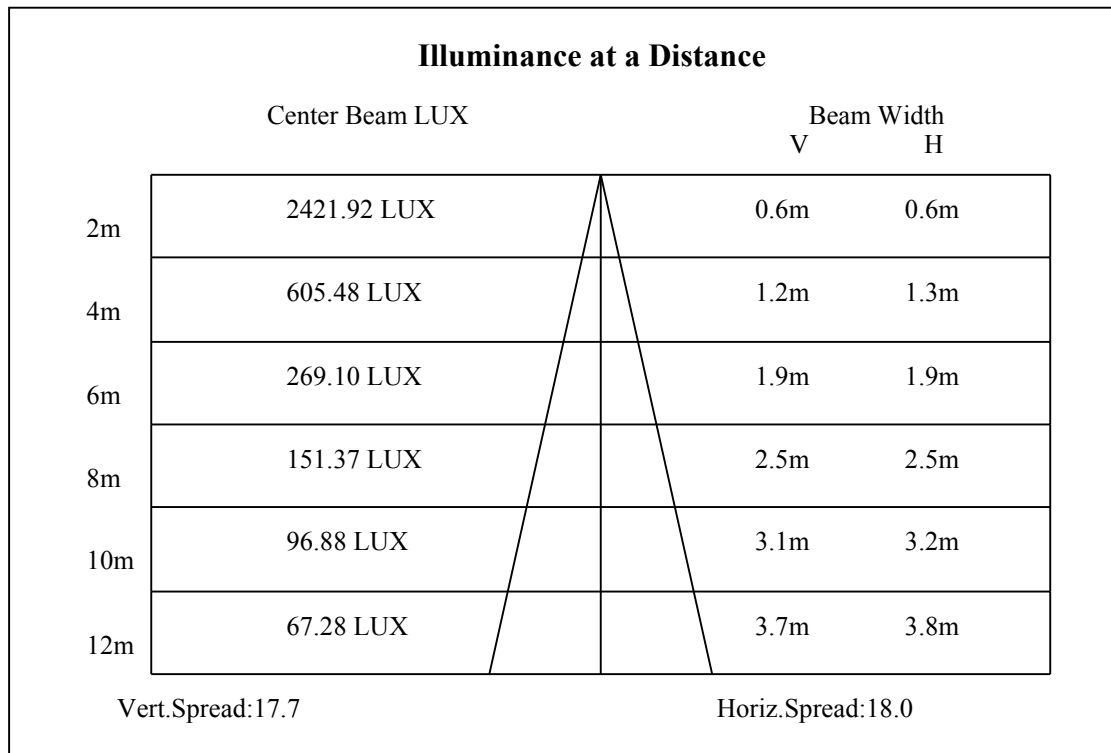 Illuminance at a Distance
Center Beam LUX Beam Width
V H
2m 2421.92 LUX 0.6m 0.6m
4m 605.48 LUX 1.2m 1.3m
6m 269.10 LUX 1.9m 1.9m
8m 151.37 LUX 2.5m 2.5m
10m 96.88 LUX 3.1m 3.2m
12m 67.28 LUX 3.7m 3.8m
Vert.Spread:17.7 Horiz.Spread:18.0